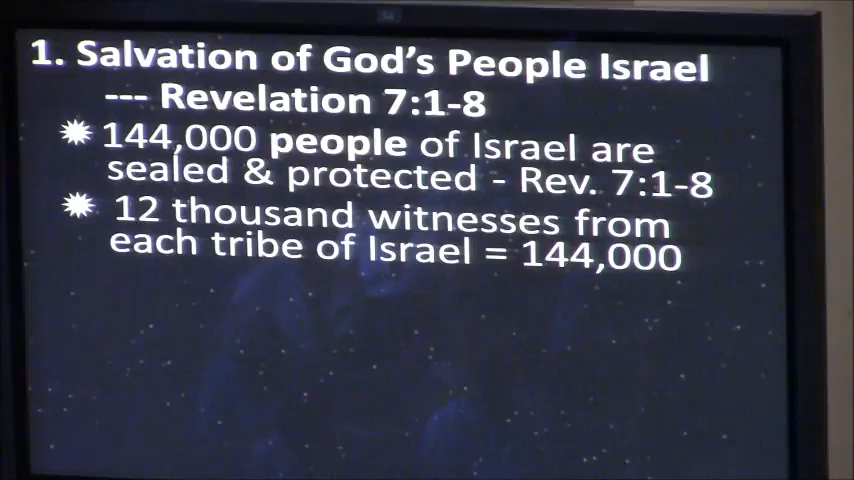 1. Salvation of God's People Israel
--- Revelation 7:1-8
144,000 people of Israel are
sealed & protected - Rev. 7:1-8
12 thousand witnesses from
each tribe of Israel = 144,000